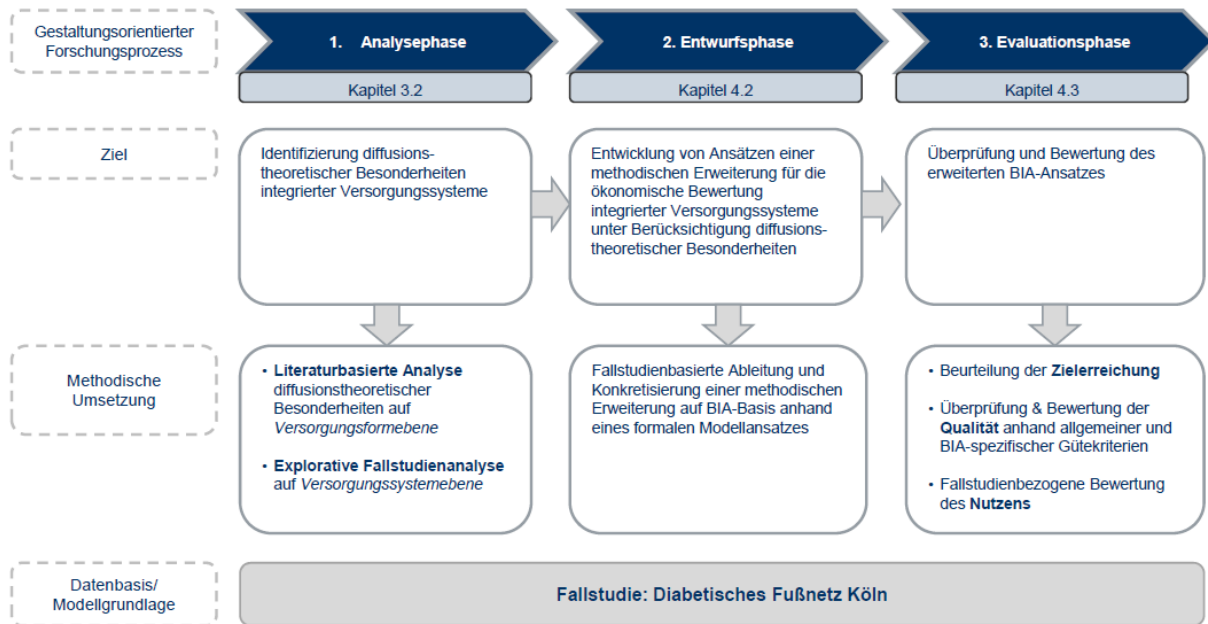 Gestaltungsorientierter
Forschungsprozess
1. Analysephase
2. Entwurfsphase
3. Evaluationsphase
Kapitel 3.2
Kapitel 4.2
Kapitel 4.3
Ziel
Identifizierung diffusions-
theoretischer Besonderheiten
integrierter Versorgungssysteme
Entwicklung von Ansätzen einer
methodischen Erweiterung für die
ökonomische Bewertung
integrierter Versorgungssysteme
unter Berücksichtigung diffusions-
theoretischer Besonderheiten
Überprüfung und Bewertung des
erweiterten BIA-Ansatzes
Methodische
Umsetzung
• Literaturbasierte Analyse
diffusionstheoretischer
Besonderheiten auf
Versorgungsformebene
• Explorative Fallstudienanalyse
auf Versorgungssystemebene
Fallstudienbasierte Ableitung und
Konkretisierung einer methodischen
Erweiterung auf BIA-Basis anhand
eines formalen Modellansatzes
• Beurteilung der Zielerreichung
• Überprüfung & Bewertung der
Qualität anhand allgemeiner und
BIA-spezifischer Gütekriterien
• Fallstudienbezogene Bewertung
des Nutzens
Datenbasis/
Modellgrundlage
Fallstudie: Diabetisches Fußnetz Köln